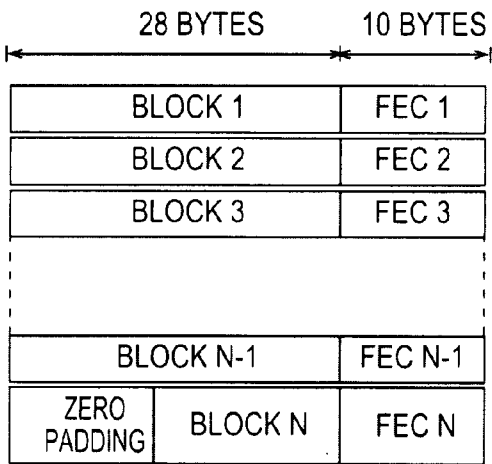 28 BYTES 10 BYTES
BLOCK 1 FEC 1
BLOCK 2 FEC 2
BLOCK 3 FEC 3
BLOCK N-1 FEC N-1
ZERO
PADDING BLOCK N FEC N